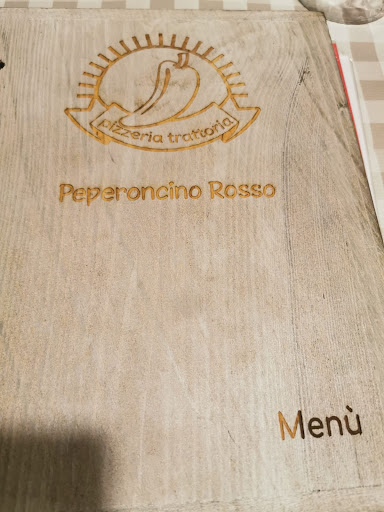 pizzeria trattoria
Peperoncino Rosso
Menù